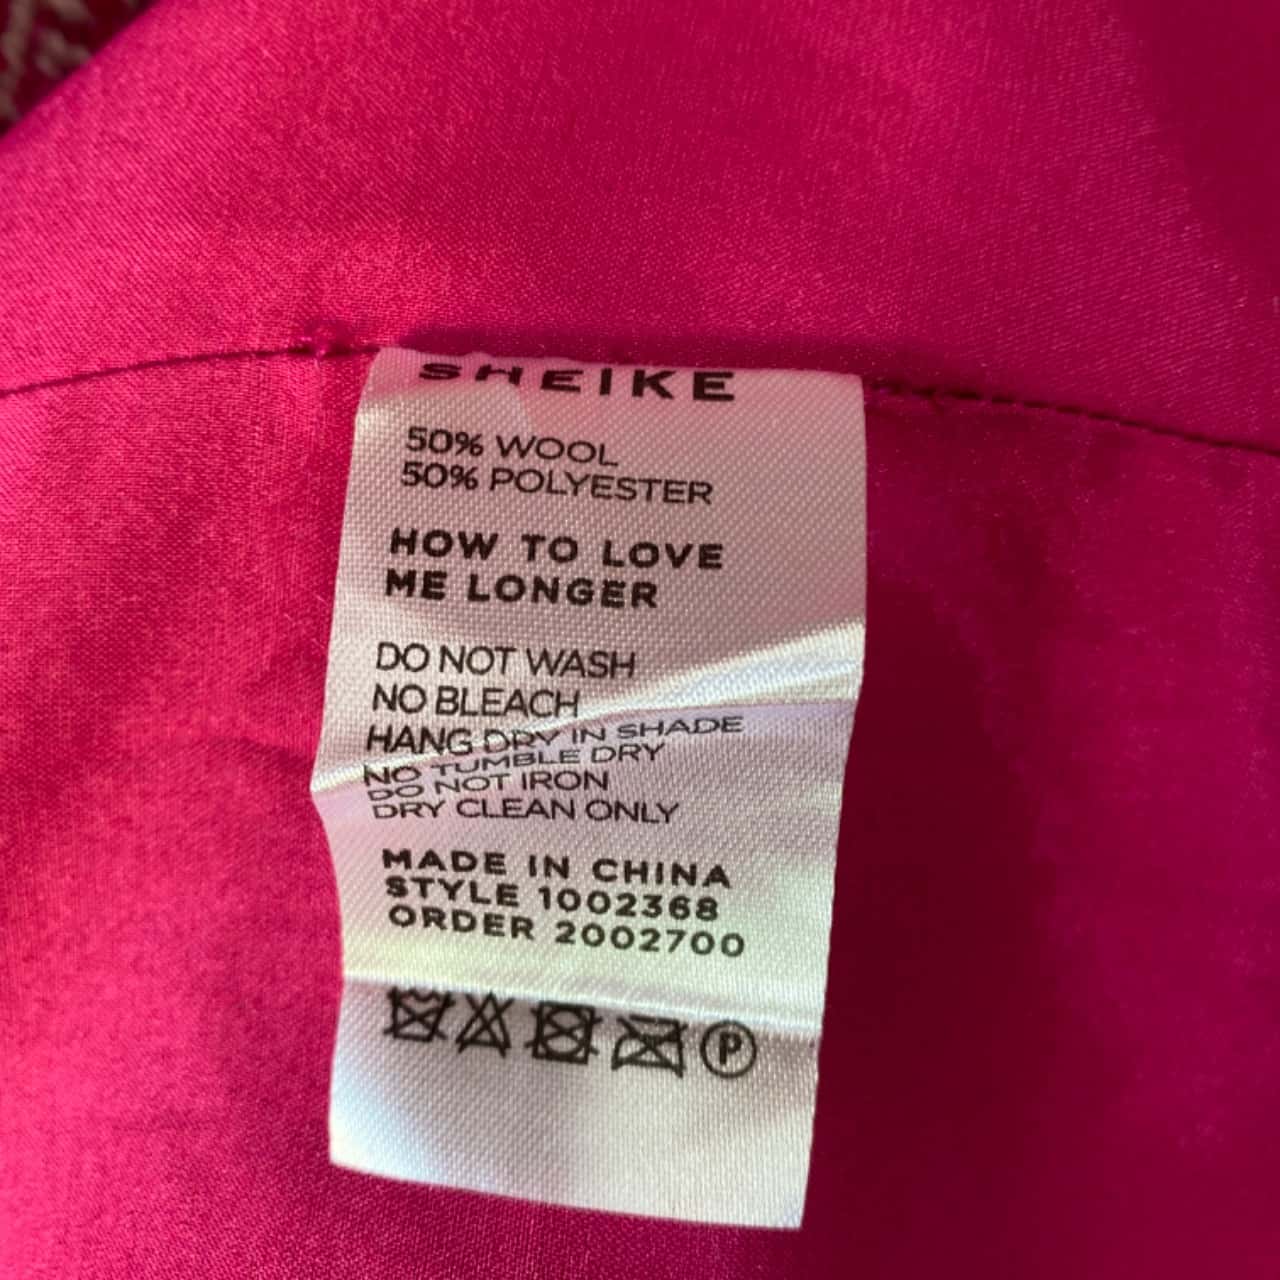 SHEIKE
50% WOOL
50% POLYESTER
HOW TO LOVE
ME LONGER
DO NOT WASH
NO BLEACH
HANG DRY IN SHADE
NO TUMBLE DRY
DO NOT IRON
DRY CLEAN ONLY
MADE IN CHINA
STYLE 1002368
ORDER 2002700
P